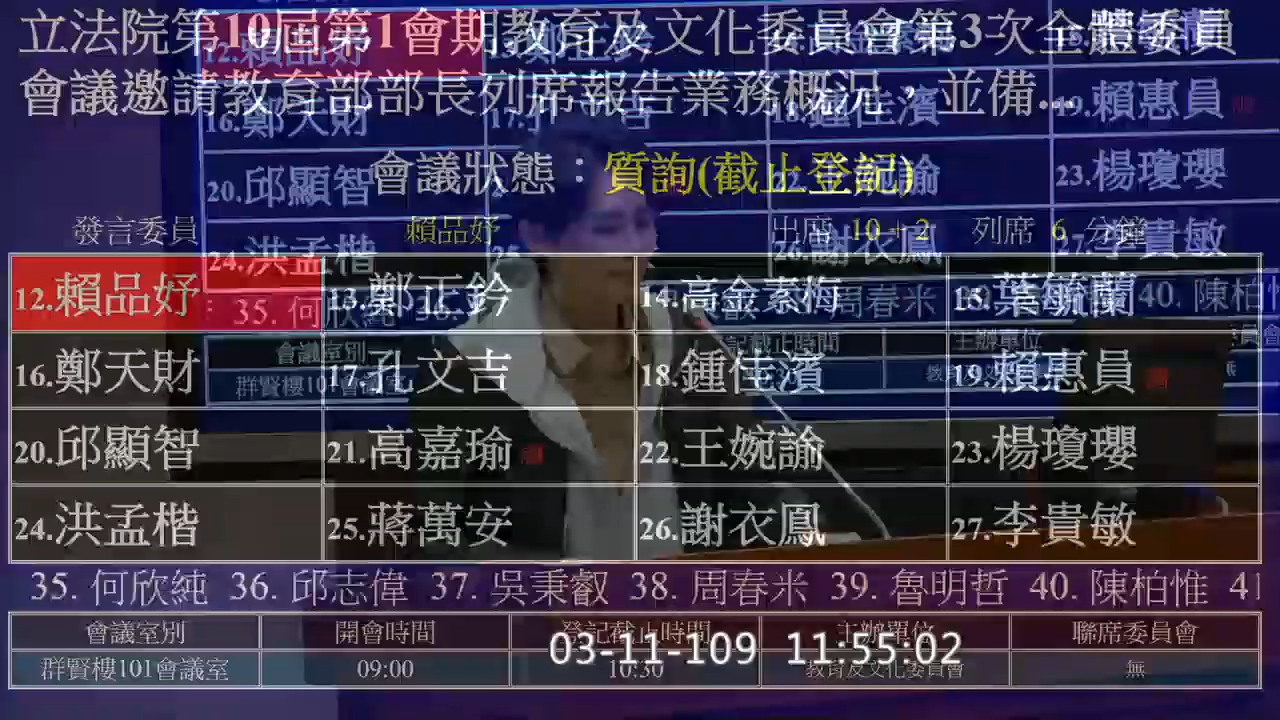 立法院第10屆第1會期教育及文化委員會第3次全體委員
會議邀請教育部部長列席報告業務概況，並備...
會議狀態：質詢(截止登記)
發言委員 賴品妤 出席 10+2 列席 6 分鐘
12.賴品妤 13.鄭正鈐 14.高金素梅 15.葉毓蘭
16.鄭天財 17.孔文吉 18.鍾佳濱 19.賴惠員
20.邱顯智 21.高嘉瑜 22.王婉諭 23.楊瓊瓔
24.洪孟楷 25.蔣萬安 26.謝衣鳳 27.李貴敏
35. 何欣純 36. 邱志偉 37. 吳秉叡 38. 周春米 39. 魯明哲 40. 陳柏惟 41
會議室別 開會時間 登記截止時間 主辦單位 聯席委員會
群賢樓101會議室 09:00 10:30 教育及文化委員會 無
03-11-109 11:55:02